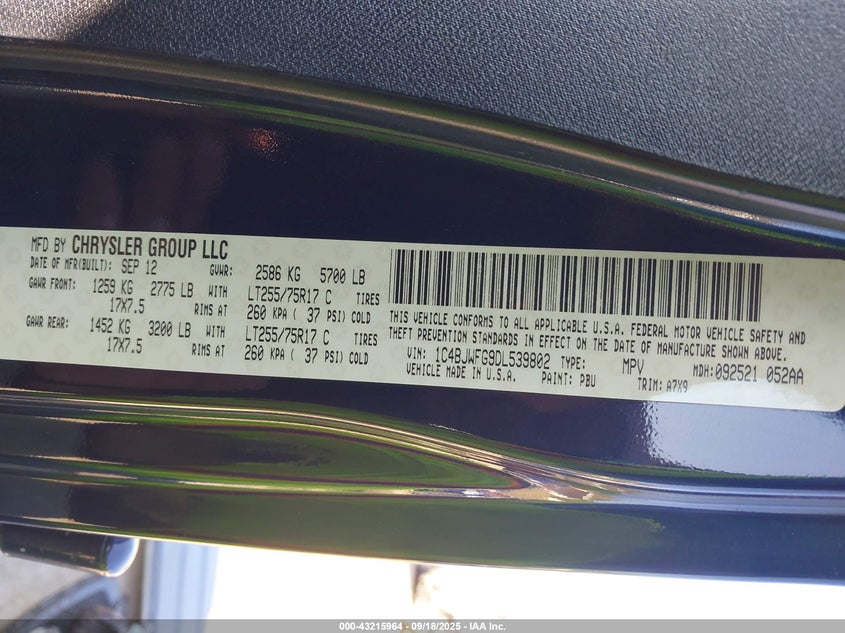 MFD BY CHRYSLER GROUP LLC
DATE OF MFR(BUILT): SEP 12 GVWR: 2586 KG 5700 LB
GAWR FRONT: 1259 KG 2775 LB WITH LT255/75R17 C TIRES
17X7.5 RIMS AT 260 KPA ( 37 PSI) COLD
GAWR REAR: 1452 KG 3200 LB WITH LT255/75R17 C TIRES
17X7.5 RIMS AT 260 KPA ( 37 PSI) COLD
THIS VEHICLE CONFORMS TO ALL APPLICABLE U.S.A. FEDERAL MOTOR VEHICLE SAFETY AND
THEFT PREVENTION STANDARDS IN EFFECT ON THE DATE OF MANUFACTURE SHOWN ABOVE.
VIN: 1C4BJWFG9DL539802 TYPE: MPV MDH: 092521 052AA
VEHICLE MADE IN U.S.A. PAINT: PBU TRIM: A7X9
000-43215964 - 09/18/2025 - IAA Inc.